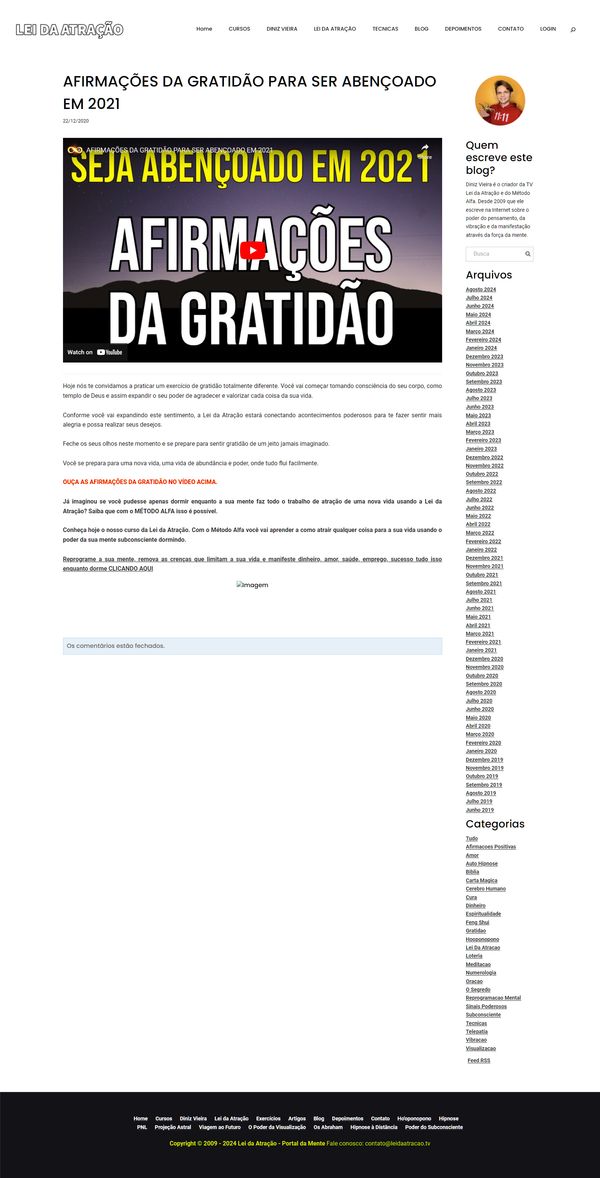 LEI DA ATRAÇÃO
Home CURSOS DINIZ VIEIRA LEI DA ATRAÇÃO TÉCNICAS BLOG DEPOIMENTOS CONTATO LOGIN
AFIRMAÇÕES DA GRATIDÃO PARA SER ABENÇOADO
EM 2021
22/12/2020
AFIRMAÇÕES DA GRATIDÃO PARA SER ABENÇOADO EM 2021
Share
SEJA ABENÇOADO EM 2021
AFIRMAÇÕES
DA GRATIDÃO
Watch on YouTube
Hoje nós te convidamos a praticar um exercício de gratidão totalmente diferente. Você vai começar tomando consciência do seu corpo, como
templo de Deus e assim expandir o seu poder de agradecer e valorizar cada coisa da sua vida.
Conforme você vai expandindo este sentimento, a Lei da Atração estará conectando acontecimentos poderosos para te fazer sentir mais
alegria e possa realizar seus desejos.
Feche os seus olhos neste momento e se prepare para sentir gratidão de um jeito jamais imaginado.
Você se prepara para uma nova vida, uma vida de abundância e poder, onde tudo flui facilmente.
OUÇA AS AFIRMAÇÕES DA GRATIDÃO NO VÍDEO ACIMA.
Já imaginou se você pudesse apenas dormir enquanto a sua mente faz todo o trabalho de atração de uma nova vida usando a Lei da
Atração? Saiba que com o MÉTODO ALFA isso é possível.
Conheça hoje o nosso curso da Lei da Atração. Com o Método Alfa você vai aprender a como atrair qualquer coisa para a sua vida usando o
poder da sua mente subconsciente dormindo.
Reprograme a sua mente, remova as crenças que limitam a sua vida e manifeste dinheiro, amor, saúde, emprego, sucesso tudo isso
enquanto dorme CLICANDO AQUI
Imagem
Os comentários estão fechados.
11:11
Quem
escreve este
blog?
Diniz Vieira é o criador da TV
Lei da Atração e do Método
Alfa. Desde 2009 que ele
escreve na Internet sobre o
poder do pensamento, da
vibração e da manifestação
através da força da mente.
Busca
Arquivos
Agosto 2024
Julho 2024
Junho 2024
Maio 2024
Abril 2024
Março 2024
Fevereiro 2024
Janeiro 2024
Dezembro 2023
Novembro 2023
Outubro 2023
Setembro 2023
Agosto 2023
Julho 2023
Junho 2023
Maio 2023
Abril 2023
Março 2023
Fevereiro 2023
Janeiro 2023
Dezembro 2022
Novembro 2022
Outubro 2022
Setembro 2022
Agosto 2022
Julho 2022
Junho 2022
Maio 2022
Abril 2022
Março 2022
Fevereiro 2022
Janeiro 2022
Dezembro 2021
Novembro 2021
Outubro 2021
Setembro 2021
Agosto 2021
Julho 2021
Junho 2021
Maio 2021
Abril 2021
Março 2021
Fevereiro 2021
Janeiro 2021
Dezembro 2020
Novembro 2020
Outubro 2020
Setembro 2020
Agosto 2020
Julho 2020
Junho 2020
Maio 2020
Abril 2020
Março 2020
Fevereiro 2020
Janeiro 2020
Dezembro 2019
Novembro 2019
Outubro 2019
Setembro 2019
Agosto 2019
Julho 2019
Junho 2019
Categorias
Tudo
Afirmacoes Positivas
Amor
Auto Hipnose
Biblia
Carta Magica
Cerebro Humano
Cura
Dinheiro
Espiritualidade
Feng Shui
Gratidao
Hooponopono
Lei Da Atracao
Loteria
Meditacao
Numerologia
Oracao
O Segredo
Reprogramacao Mental
Sinais Poderosos
Subconsciente
Tecnicas
Telepatia
Vibracao
Visualizacao
Feed RSS
Home Cursos Diniz Vieira Lei da Atração Exercícios Artigos Blog Depoimentos Contato Ho'oponopono Hipnose
PNL Projeção Astral Viagem ao Futuro O Poder da Visualização Os Abraham Hipnose à Distância Poder do Subconsciente
Copyright © 2009 - 2024 Lei da Atração - Portal da Mente Fale conosco: contato@leidaatracao.tv